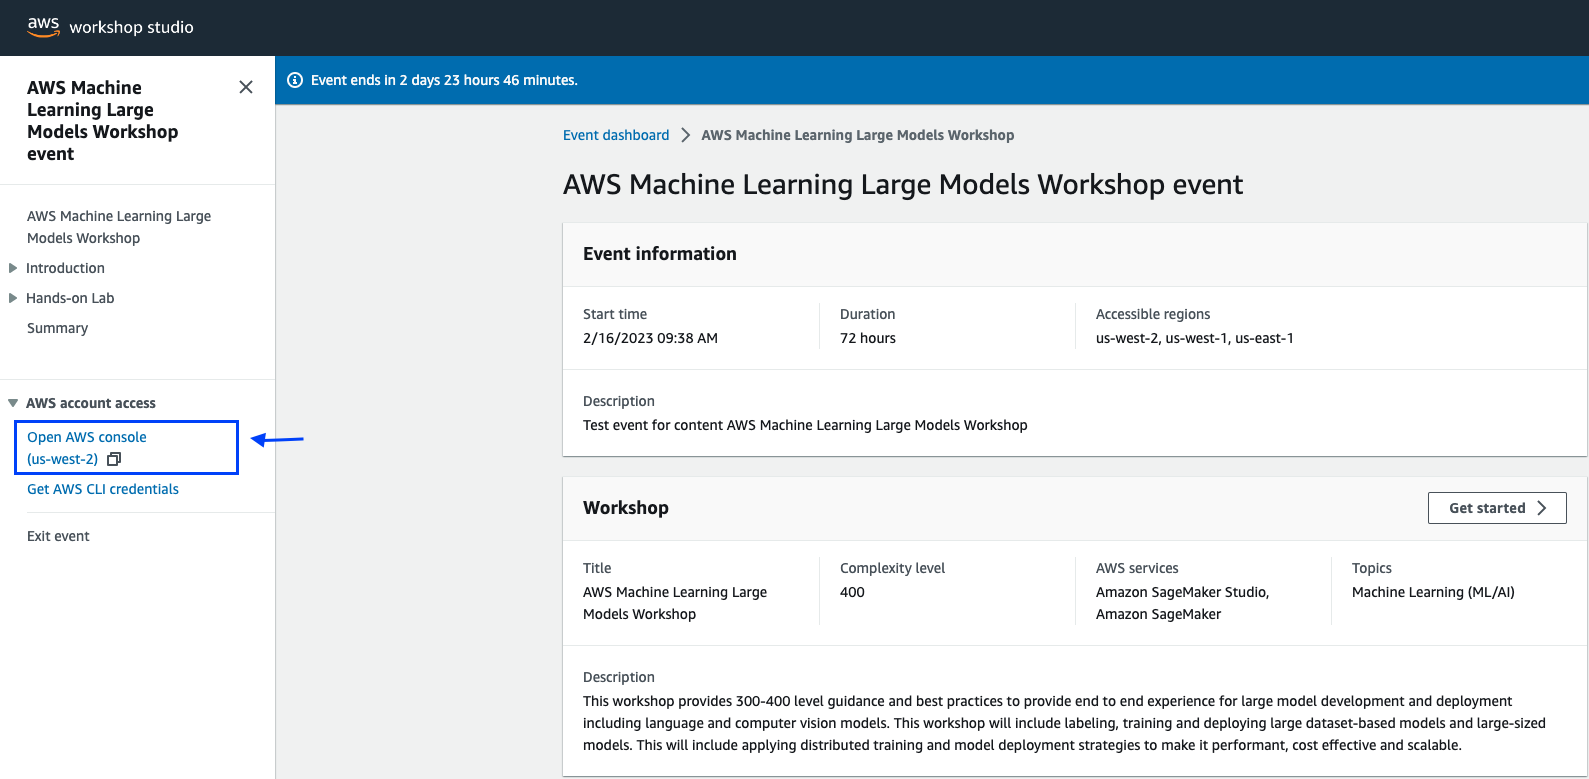 aws workshop studio
AWS Machine
Learning Large
Models Workshop
event
AWS Machine Learning Large
Models Workshop
Introduction
Hands-on Lab
Summary
AWS account access
Open AWS console
(us-west-2)
Get AWS CLI credentials
Exit event
Event ends in 2 days 23 hours 46 minutes.
Event dashboard > AWS Machine Learning Large Models Workshop
AWS Machine Learning Large Models Workshop event
Event information
Start time
2/16/2023 09:38 AM
Duration
72 hours
Accessible regions
us-west-2, us-west-1, us-east-1
Description
Test event for content AWS Machine Learning Large Models Workshop
Workshop
Get started
Title
AWS Machine Learning Large
Models Workshop
Complexity level
400
AWS services
Amazon SageMaker Studio,
Amazon SageMaker
Topics
Machine Learning (ML/AI)
Description
This workshop provides 300-400 level guidance and best practices to provide end to end experience for large model development and deployment
including language and computer vision models. This workshop will include labeling, training and deploying large dataset-based models and large-sized
models. This will include applying distributed training and model deployment strategies to make it performant, cost effective and scalable.